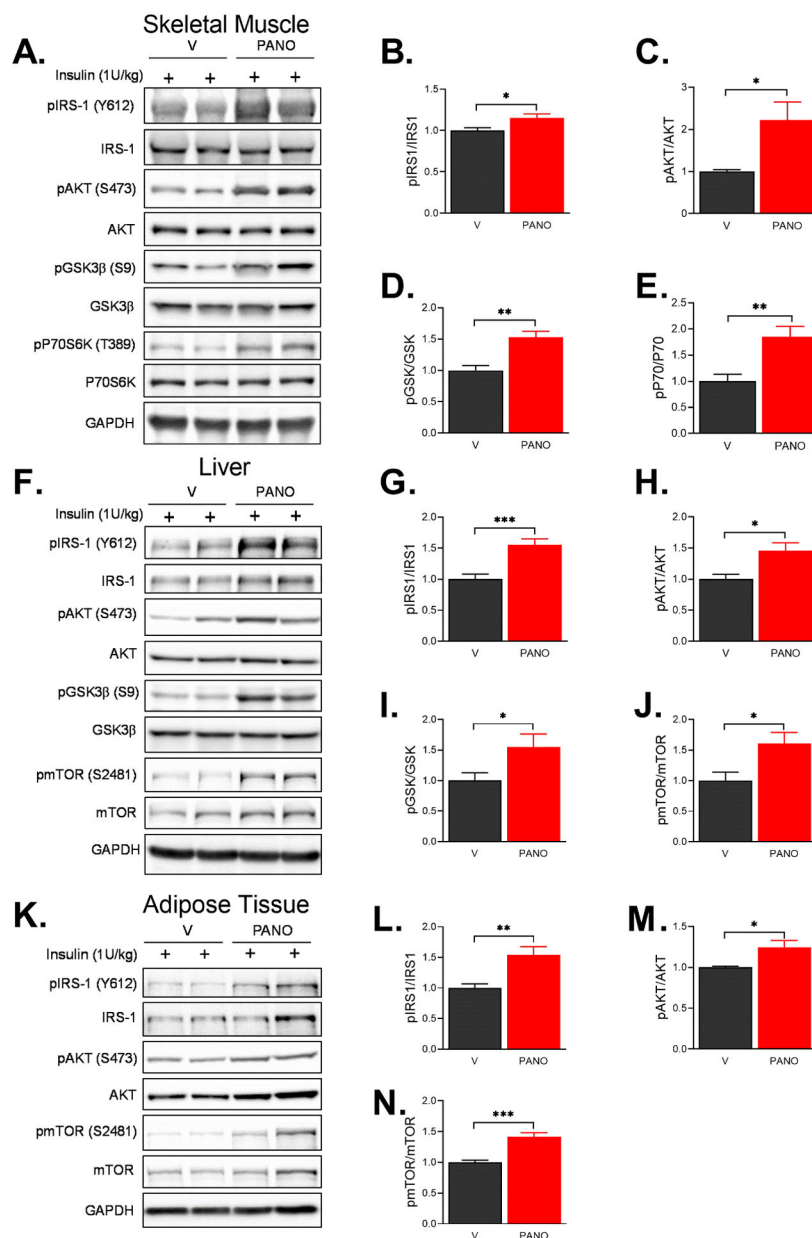 Skeletal Muscle
A.
V PANO
Insulin (1U/kg) + + + +
pIRS-1 (Y612)
IRS-1
pAKT (S473)
AKT
pGSK3β (S9)
GSK3β
pP70S6K (T389)
P70S6K
GAPDH
B.
pIRS1/IRS1
1.5
1.0
0.5
0.0
*
V PANO
C.
pAKT/AKT
3
2
1
0
*
V PANO
D.
pGSK/GSK
2.0
1.5
1.0
0.5
0.0
**
V PANO
E.
pP70/P70
2.5
2.0
1.5
1.0
0.5
0.0
**
V PANO
Liver
F.
V PANO
Insulin (1U/kg) + + + +
pIRS-1 (Y612)
IRS-1
pAKT (S473)
AKT
pGSK3β (S9)
GSK3β
pmTOR (S2481)
mTOR
GAPDH
G.
pIRS1/IRS1
2.0
1.5
1.0
0.5
0.0
***
V PANO
H.
pAKT/AKT
2.0
1.5
1.0
0.5
0.0
*
V PANO
I.
pGSK/GSK
2.0
1.5
1.0
0.5
0.0
*
V PANO
J.
pmTOR/mTOR
2.0
1.5
1.0
0.5
0.0
*
V PANO
Adipose Tissue
K.
V PANO
Insulin (1U/kg) + + + +
pIRS-1 (Y612)
IRS-1
pAKT (S473)
AKT
pmTOR (S2481)
mTOR
GAPDH
L.
pIRS1/IRS1
2.0
1.5
1.0
0.5
0.0
**
V PANO
M.
pAKT/AKT
1.5
1.0
0.5
0.0
*
V PANO
N.
pmTOR/mTOR
2.0
1.5
1.0
0.5
0.0
***
V PANO